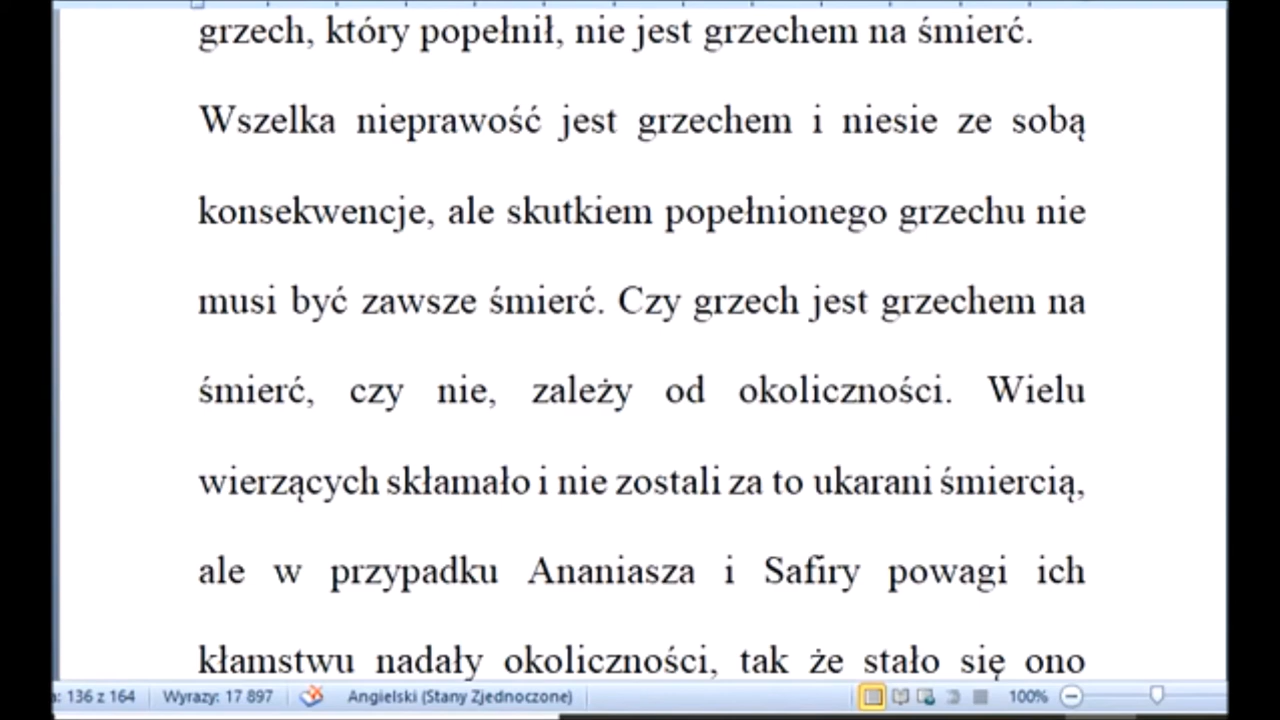 grzech, który popełnił, nie jest grzechem na śmierć.
Wszelka nieprawość jest grzechem i niesie ze sobą
konsekwencje, ale skutkiem popełnionego grzechu nie
musi być zawsze śmierć. Czy grzech jest grzechem na
śmierć, czy nie, zależy od okoliczności. Wielu
wierzących skłamało i nie zostali za to ukarani śmiercią,
ale w przypadku Ananiasza i Safiry powagi ich
kłamstwu nadały okoliczności, tak że stało się ono
a: 136 z 164 Wyrazy: 17 897 Angielski (Stany Zjednoczone) 100%